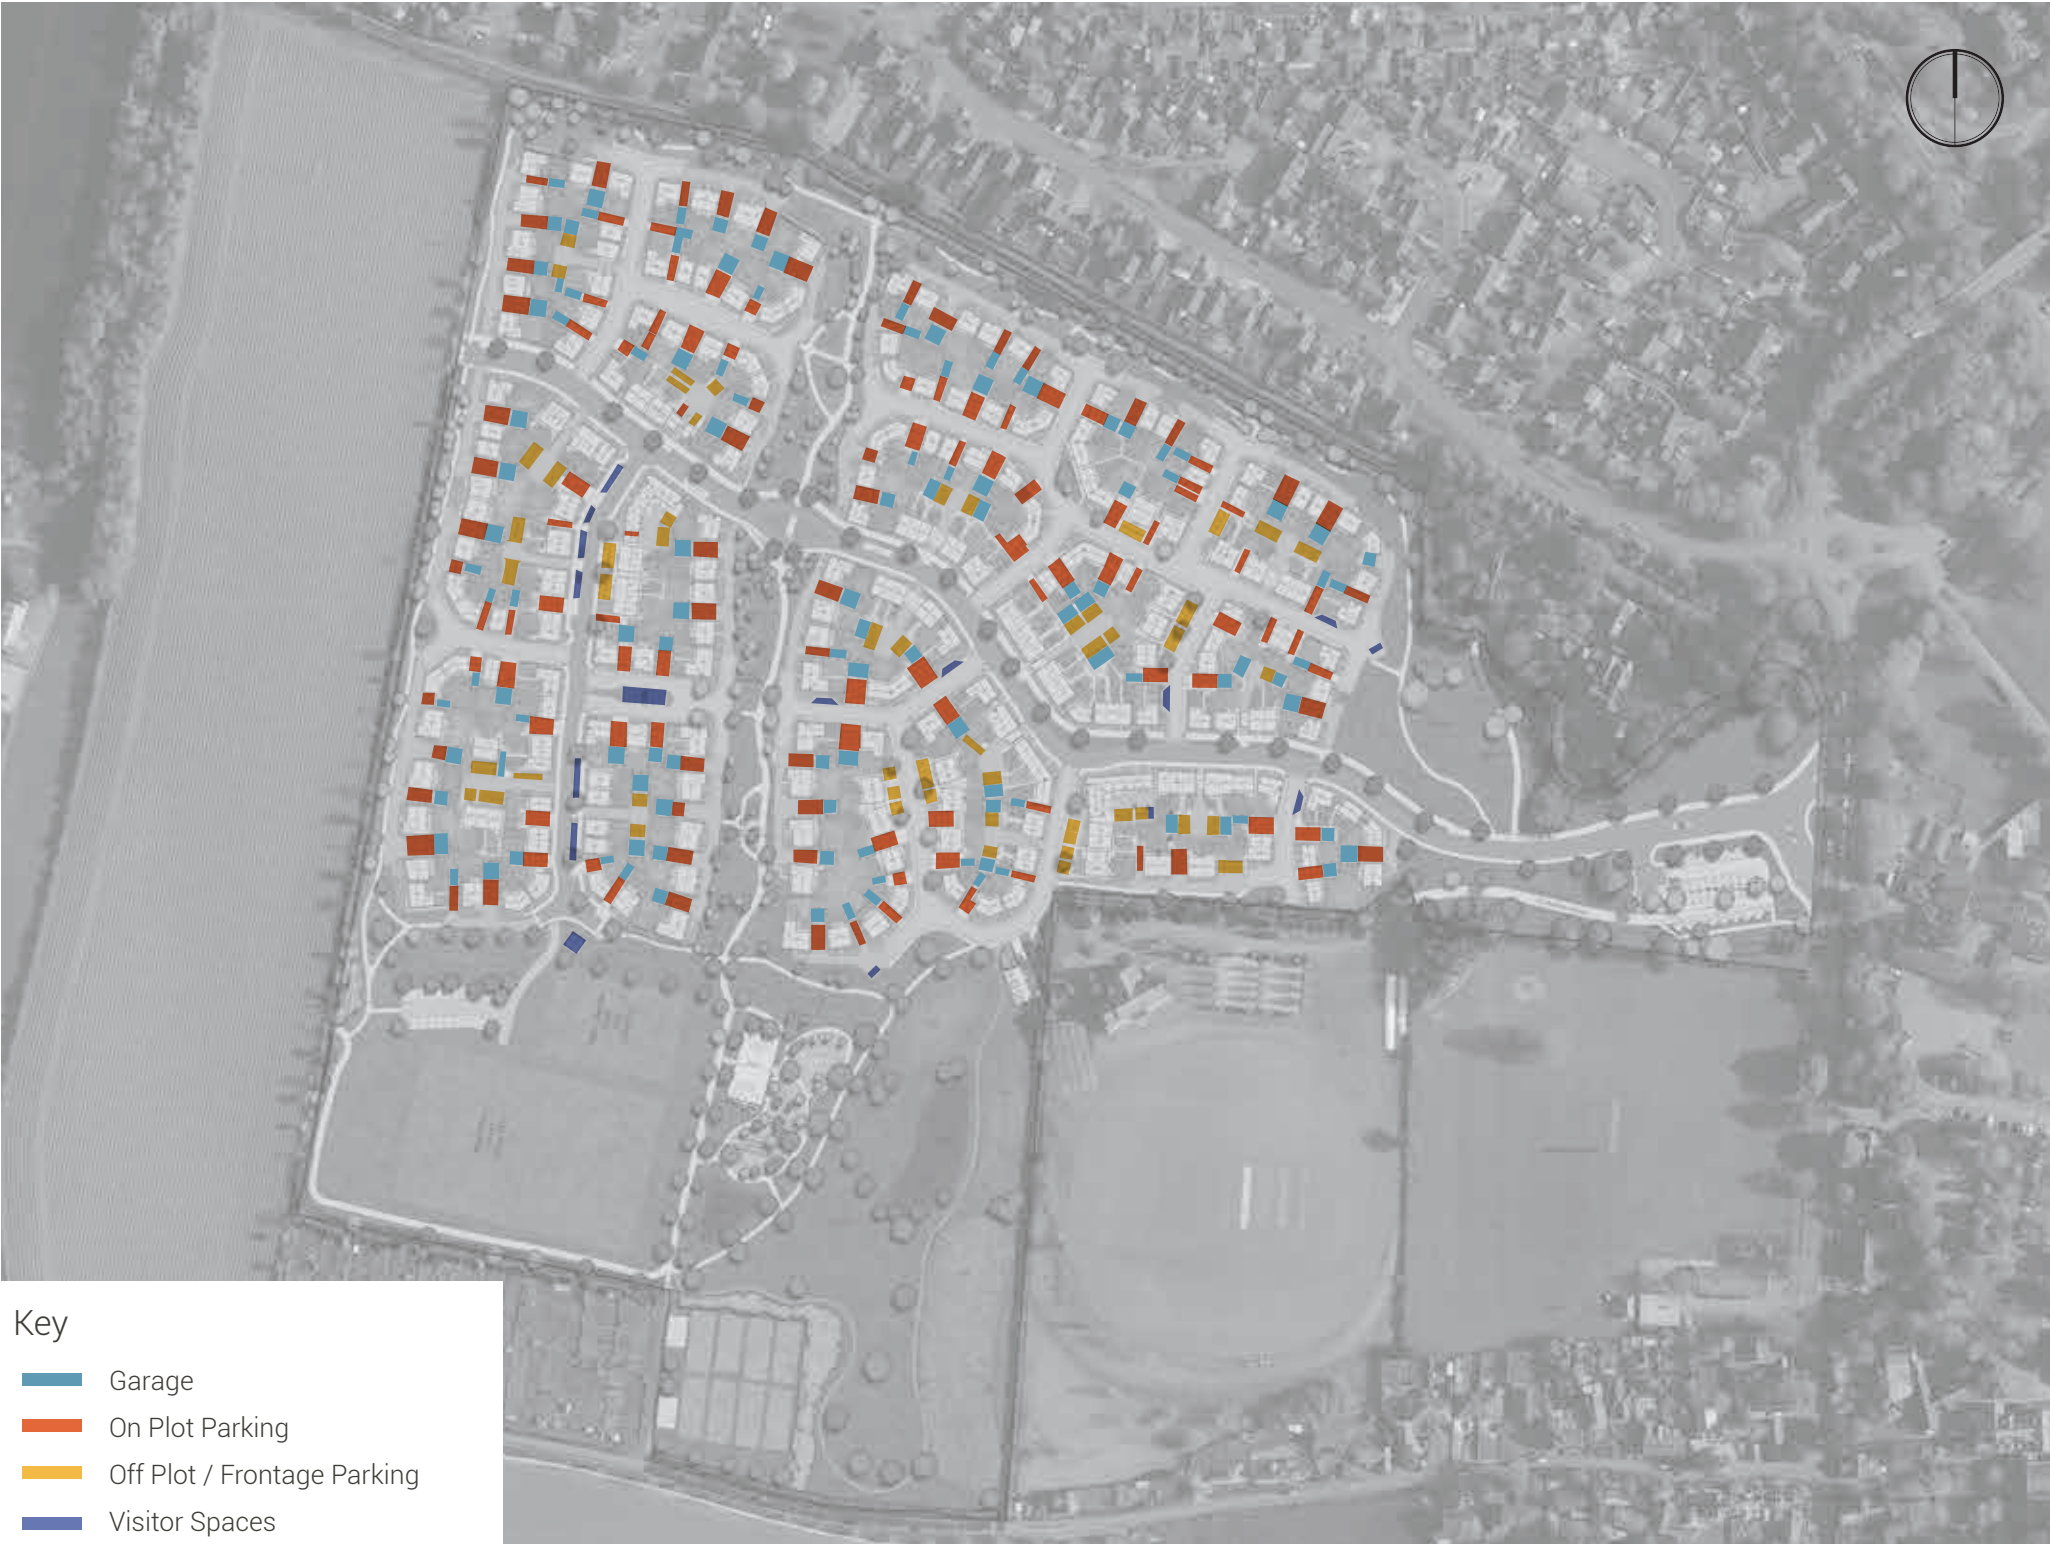 Key
Garage
On Plot Parking
Off Plot / Frontage Parking
Visitor Spaces